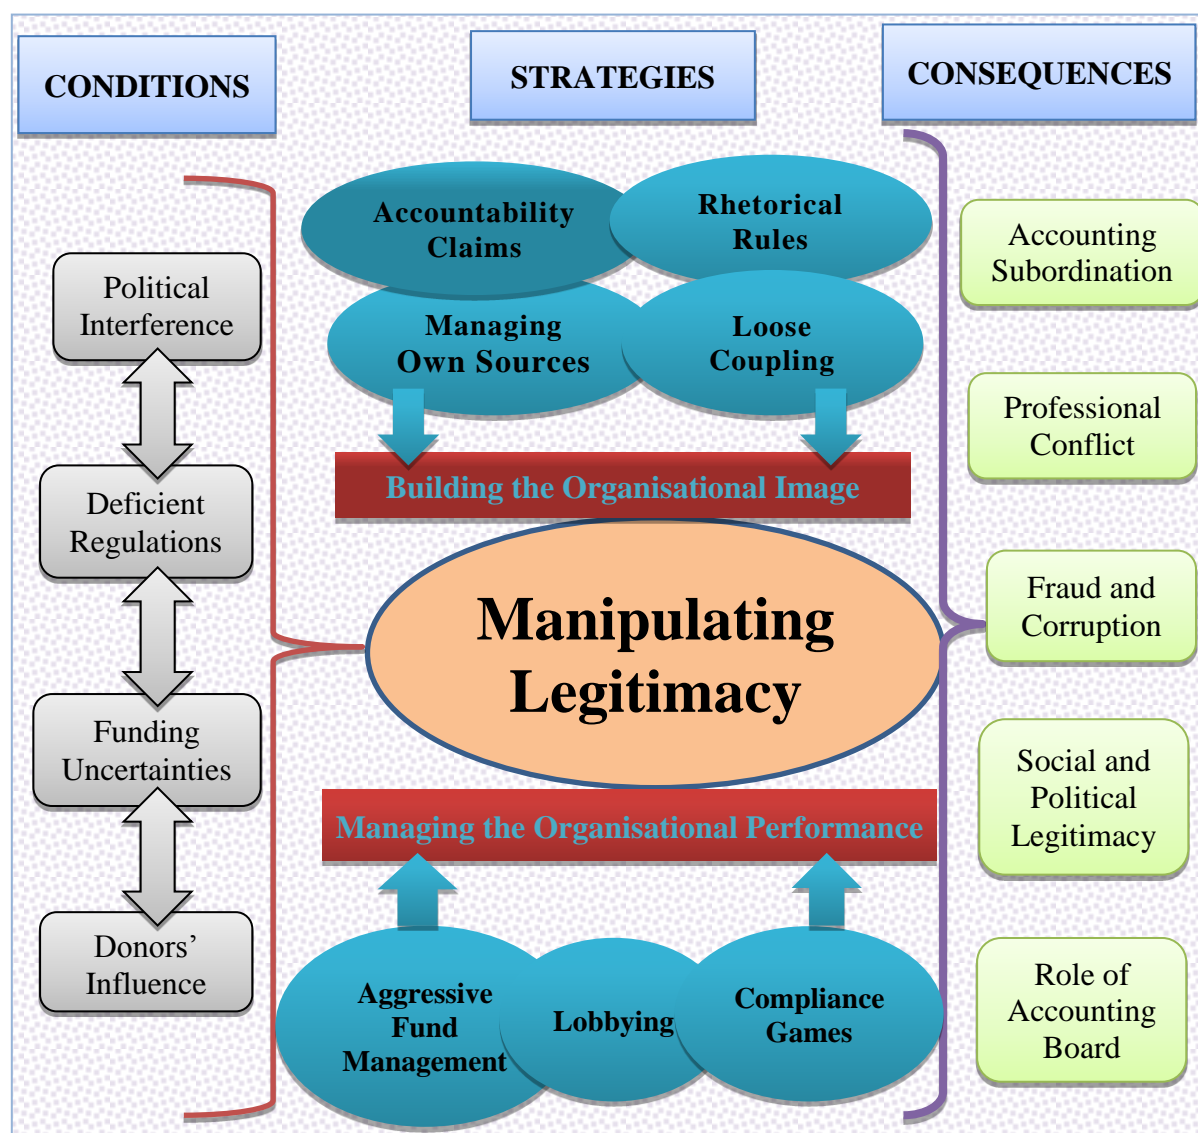 CONDITIONS
STRATEGIES
CONSEQUENCES
Political
Interference
Deficient
Regulations
Funding
Uncertainties
Donors’
Influence
Accountability
Claims
Rhetorical
Rules
Managing
Own Sources
Loose
Coupling
Building the Organisational Image
Manipulating
Legitimacy
Managing the Organisational Performance
Aggressive
Fund
Management
Lobbying
Compliance
Games
Accounting
Subordination
Professional
Conflict
Fraud and
Corruption
Social and
Political
Legitimacy
Role of
Accounting
Board